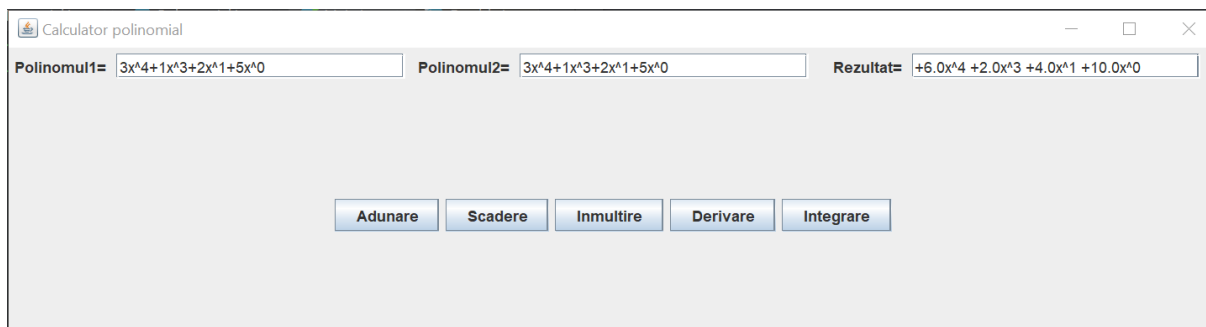 Calculator polinomial
Polinomul1= 3x^4+1x^3+2x^1+5x^0 Polinomul2= 3x^4+1x^3+2x^1+5x^0 Rezultat= +6.0x^4 +2.0x^3 +4.0x^1 +10.0x^0
Adunare Scadere Inmultire Derivare Integrare